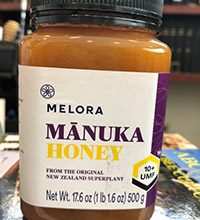 MELORA
MĀNUKA
HONEY
FROM THE ORIGINAL
NEW ZEALAND SUPERPLANT
10+
UMF
Net Wt. 17.6 oz (1 lb 1.6 oz) 500 g